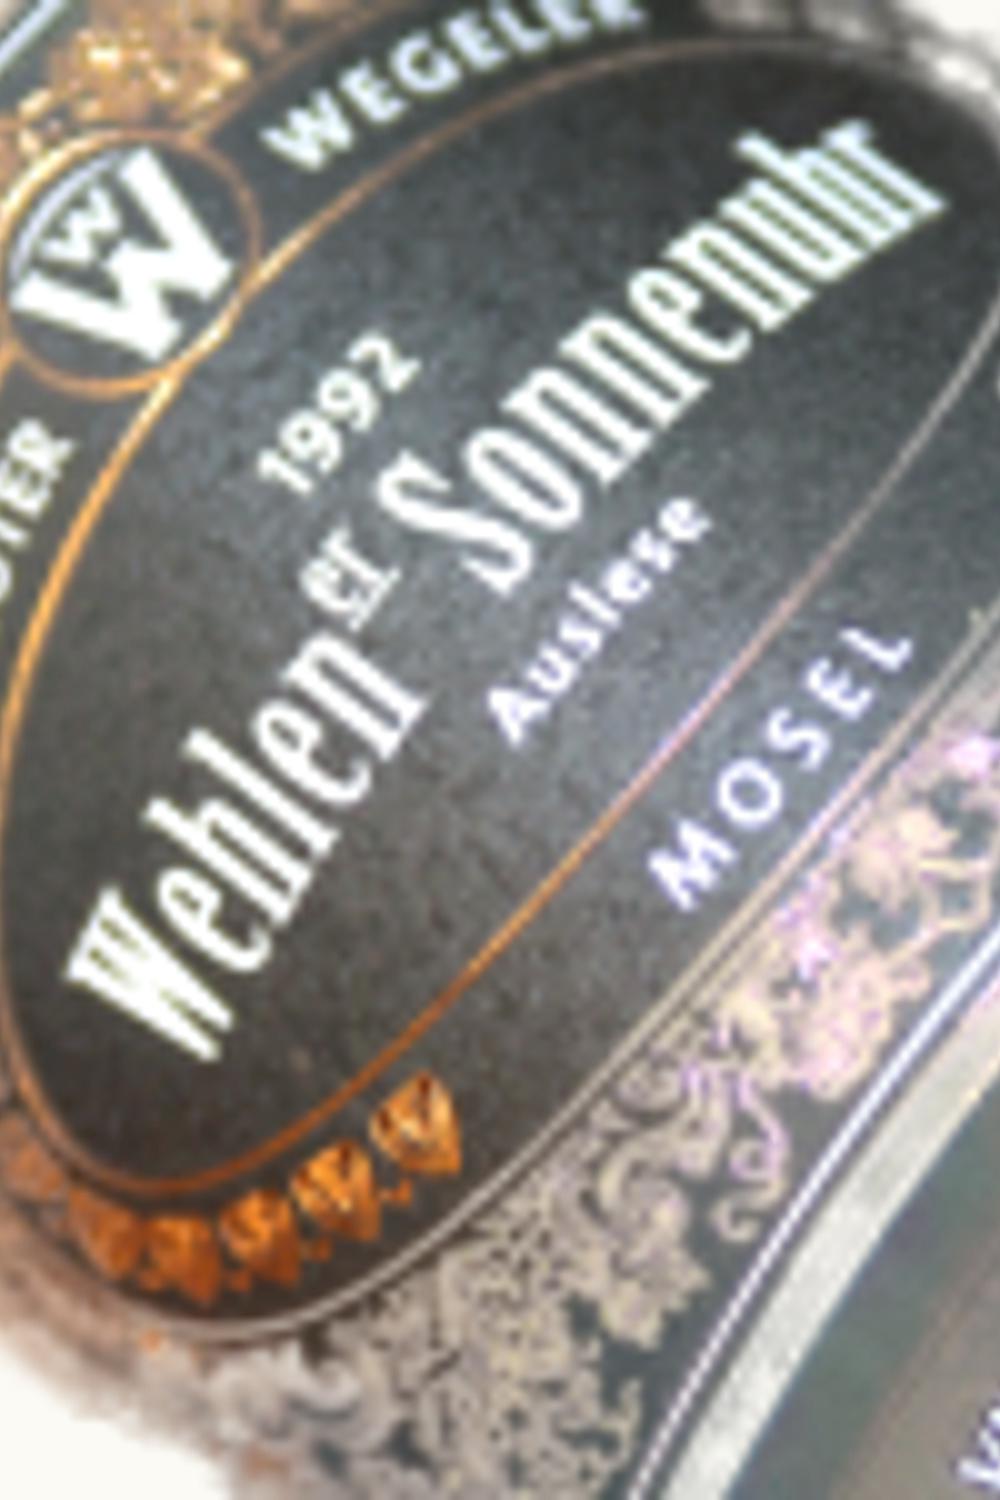 WEGELER
W
W
1992
Wehlener Sonnenuhr
Auslese
MOSEL